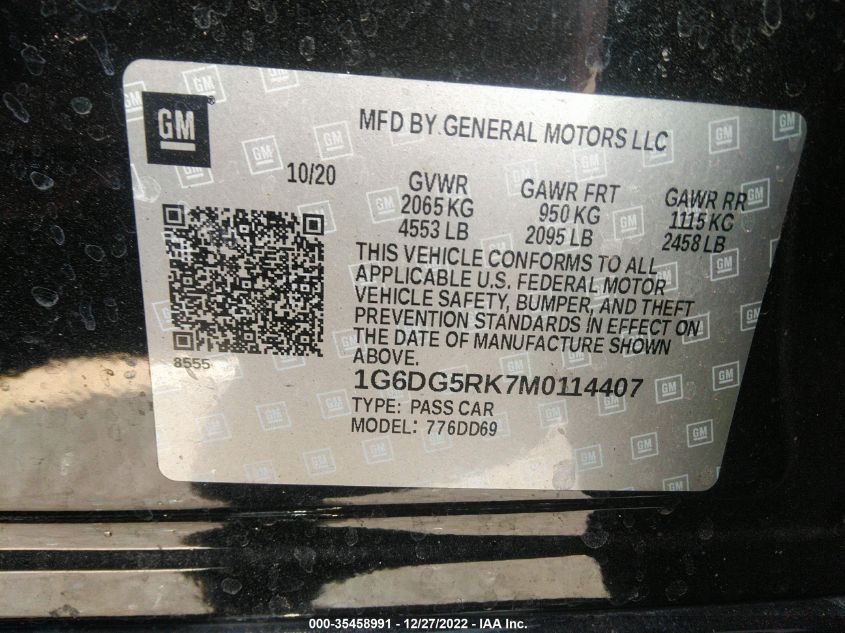 GM
MFD BY GENERAL MOTORS LLC
10/20
GVWR
2065 KG
4553 LB
GAWR FRT
950 KG
2095 LB
GAWR RR
1115 KG
2458 LB
THIS VEHICLE CONFORMS TO ALL
APPLICABLE U.S. FEDERAL MOTOR
VEHICLE SAFETY, BUMPER, AND THEFT
PREVENTION STANDARDS IN EFFECT ON
THE DATE OF MANUFACTURE SHOWN
ABOVE.
8555
1G6DG5RK7M0114407
TYPE: PASS CAR
MODEL: 776DD69
000-35458991 - 12/27/2022 - IAA Inc.